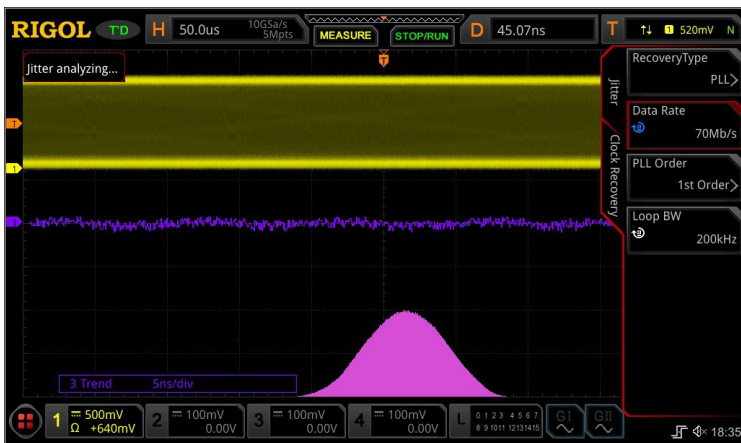 RIGOL T'D H 50.0us 10GSa/s 5Mpts MEASURE STOP/RUN D 45.07ns T 1 520mV N
Jitter analyzing...
T
1
Jitter
Clock Recovery
RecoveryType
PLL>
Data Rate
70Mb/s
PLL Order
1st Order>
Loop BW
200kHz
3 Trend 5ns/div
1 500mV
Ω +640mV
2 100mV
0.00V
3 100mV
0.00V
4 100mV
0.00V
L 0 1 2 3 4 5 6 7
8 9 10 11 12 13 14 15
GI
GII
18:35